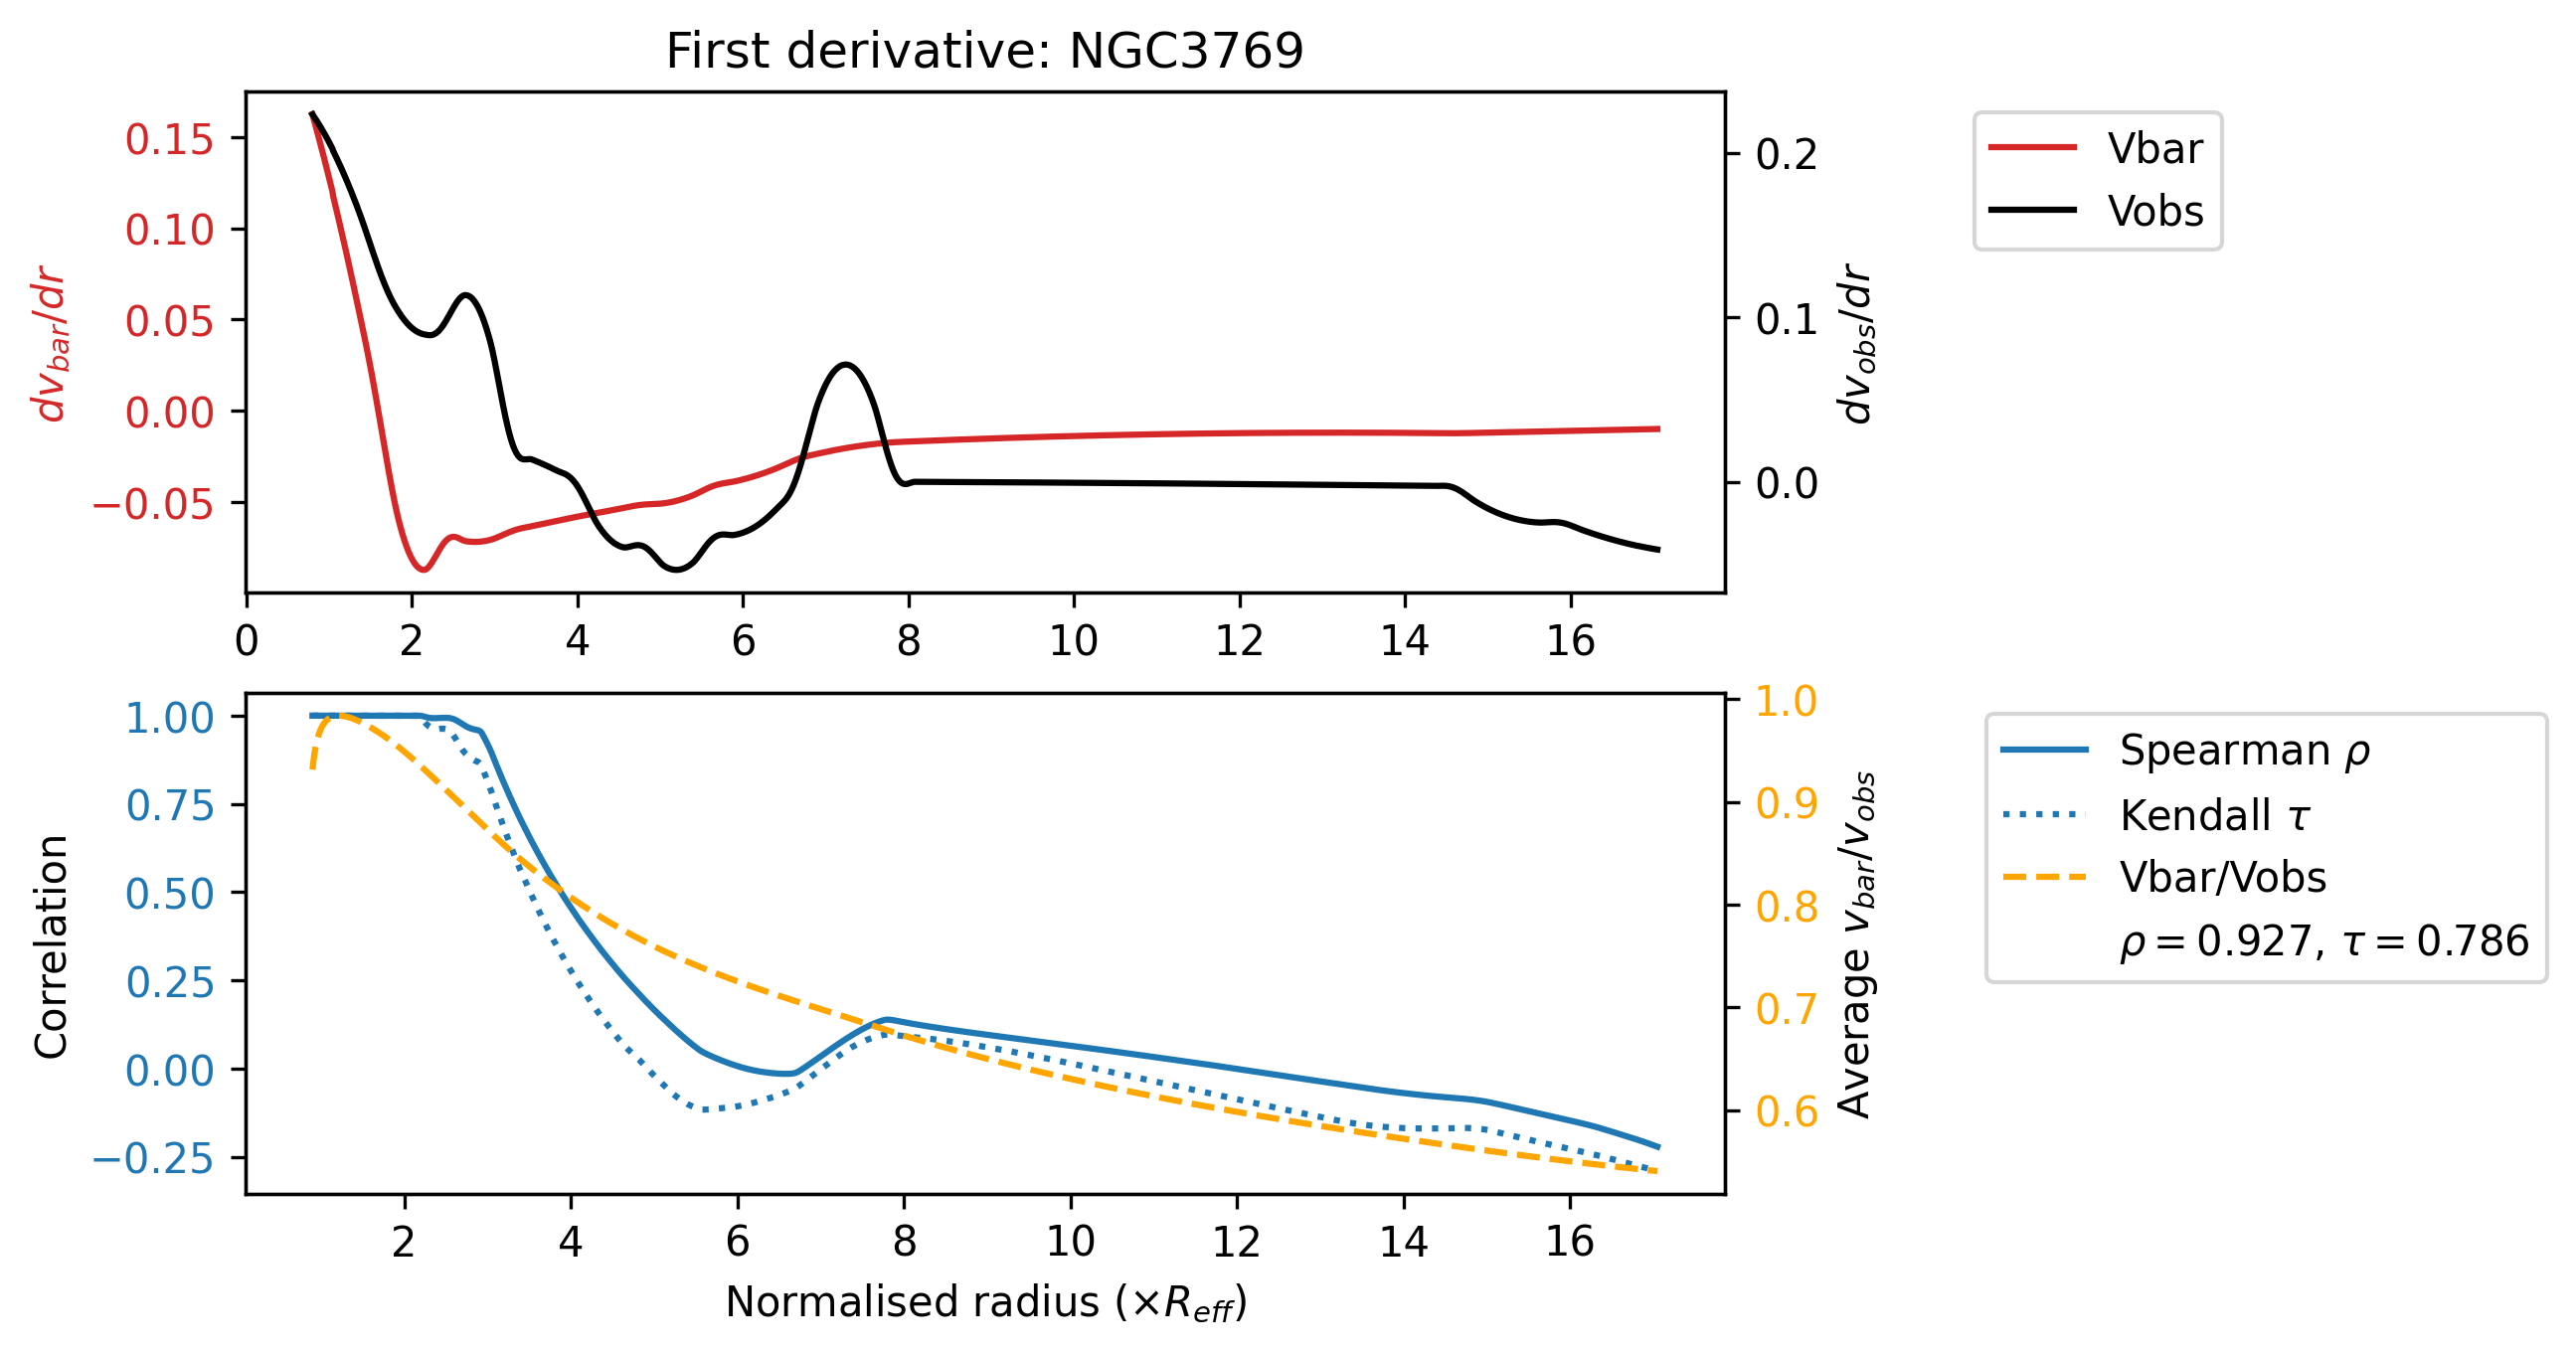 First derivative: NGC3769
dv_bar/dr
0.15
0.10
0.05
0.00
−0.05
0.2
0.1
0.0
dv_obs/dr
0 2 4 6 8 10 12 14 16
Vbar
Vobs
Correlation
1.00
0.75
0.50
0.25
0.00
−0.25
1.0
0.9
0.8
0.7
0.6
Average v_bar/v_obs
2 4 6 8 10 12 14 16
Normalised radius (×R_eff)
Spearman ρ
Kendall τ
Vbar/Vobs
ρ = 0.927, τ = 0.786